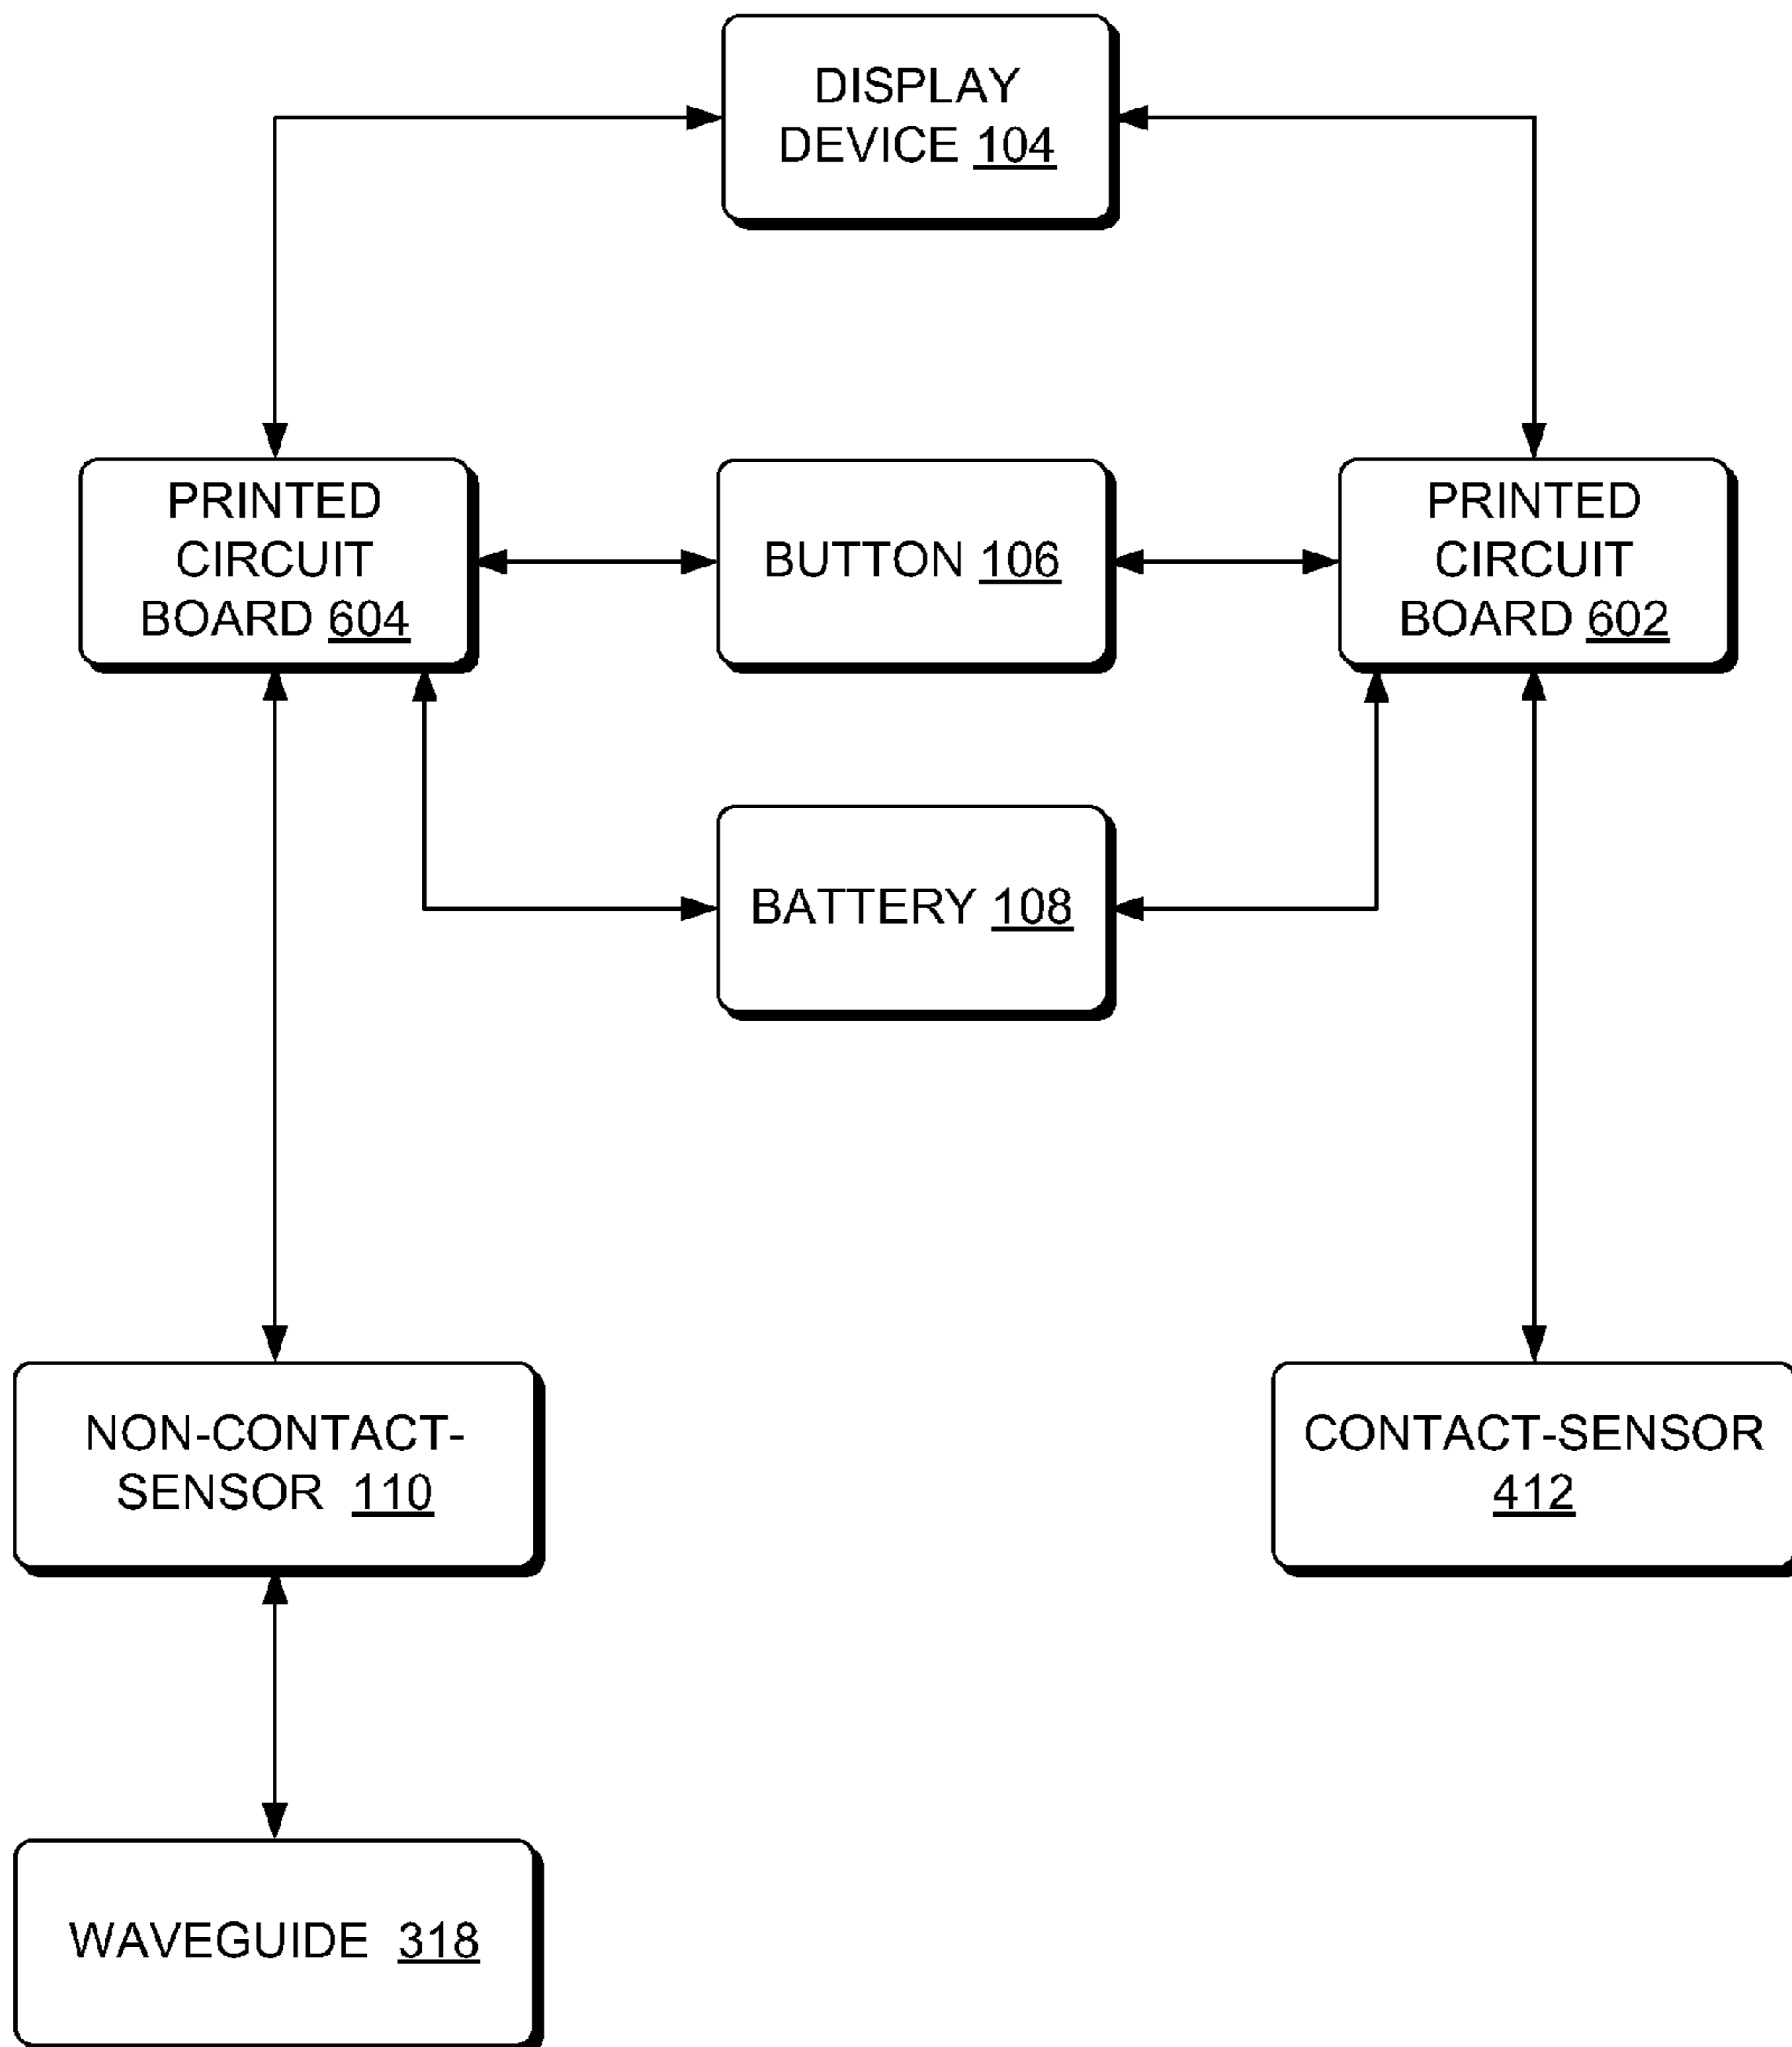 DISPLAY
DEVICE 104
PRINTED
CIRCUIT
BOARD 604
BUTTON 106
PRINTED
CIRCUIT
BOARD 602
BATTERY 108
NON-CONTACT-
SENSOR 110
CONTACT-SENSOR
412
WAVEGUIDE 318